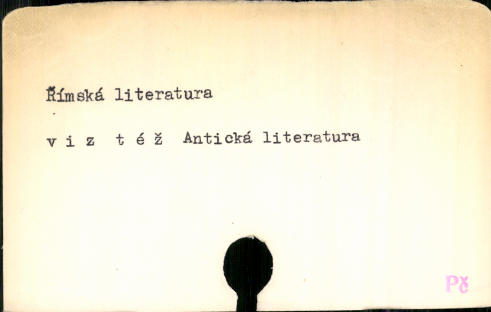 Římská literatura
v i z  t é ž  Antická literatura
Pč